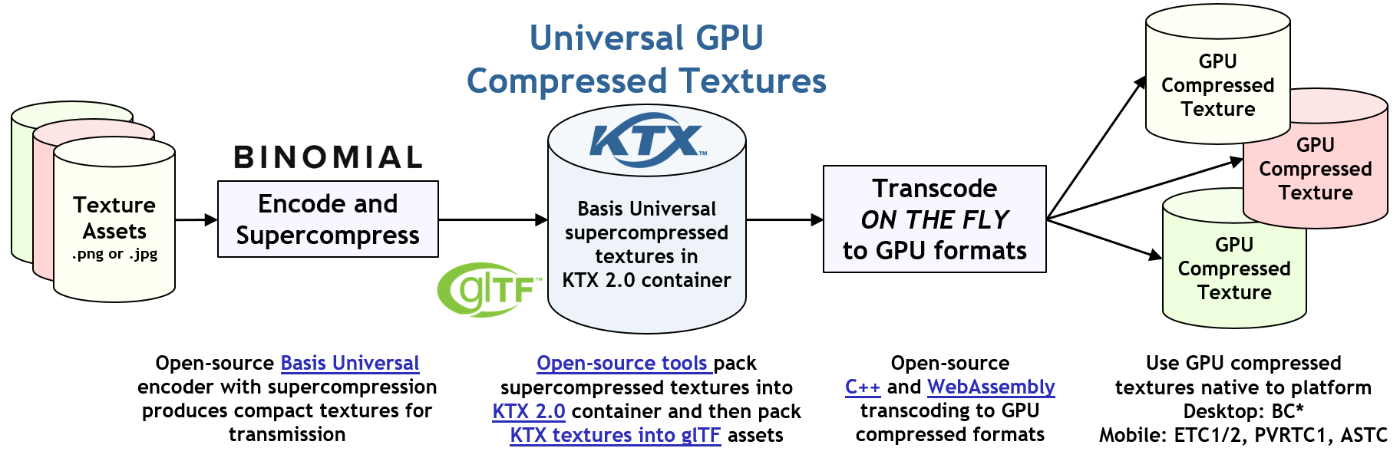 Universal GPU
Compressed Textures
Texture
Assets
.png or .jpg
BINOMIAL
Encode and
Supercompress
glTF™
KTX™
Basis Universal
supercompressed
textures in
KTX 2.0 container
Transcode
ON THE FLY
to GPU formats
GPU
Compressed
Texture
GPU
Compressed
Texture
GPU
Compressed
Texture
Open-source Basis Universal
encoder with supercompression
produces compact textures for
transmission
Open-source tools pack
supercompressed textures into
KTX 2.0 container and then pack
KTX textures into glTF assets
Open-source
C++ and WebAssembly
transcoding to GPU
compressed formats
Use GPU compressed
textures native to platform
Desktop: BC*
Mobile: ETC1/2, PVRTC1, ASTC